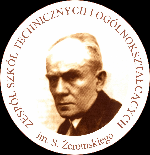 ZESPÓŁ SZKÓŁ TECHNICZNYCH I OGÓLNOKSZTAŁCĄCYCH
im. S. Żeromskiego